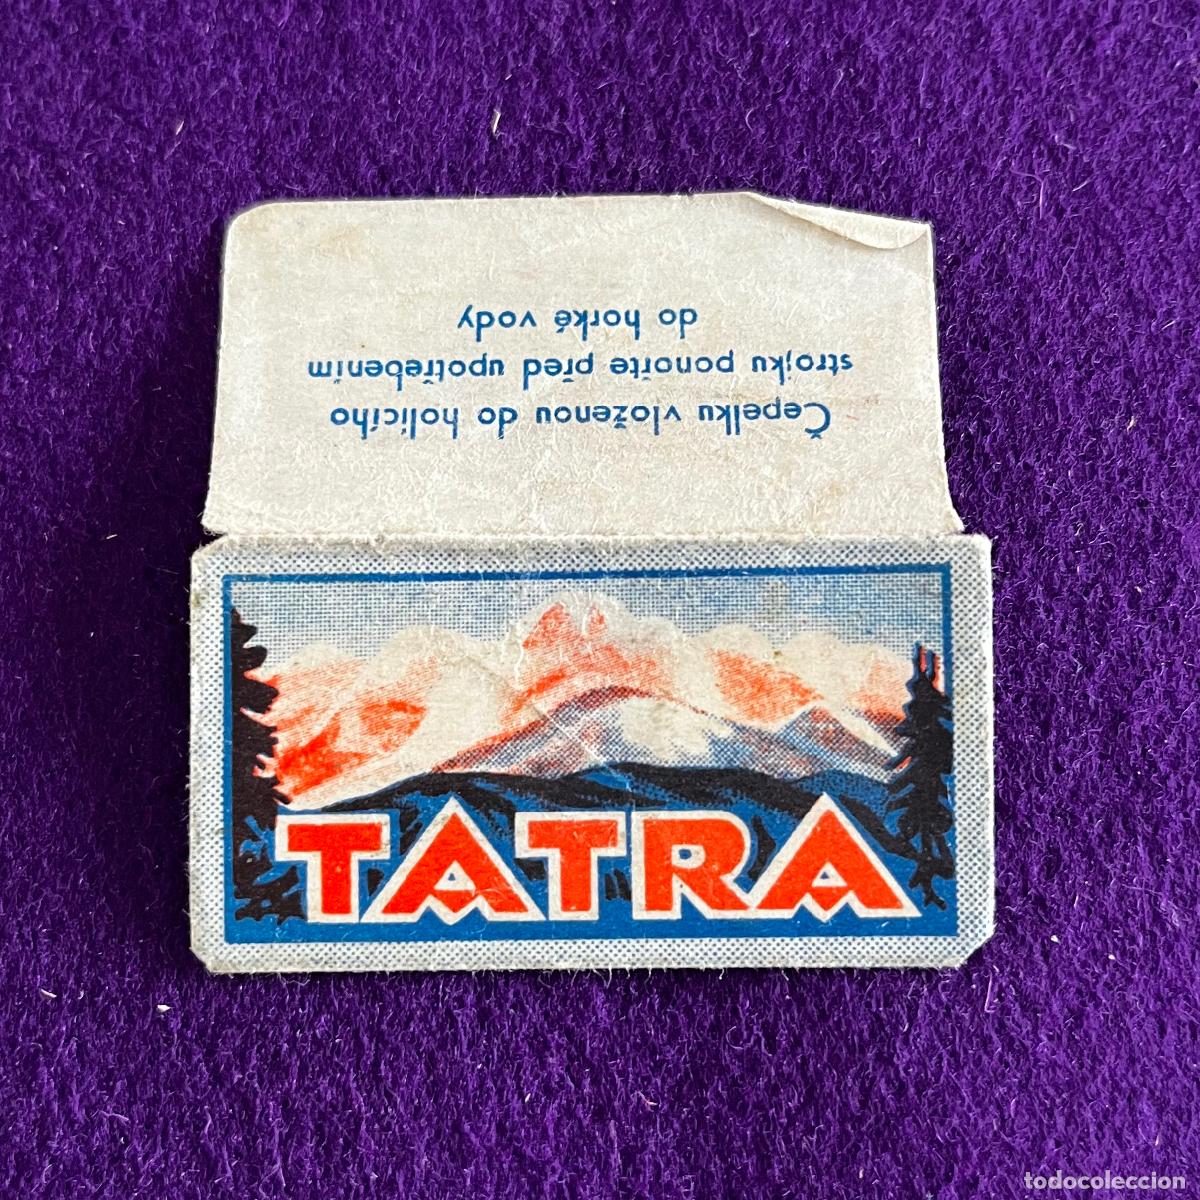 Čepelku vloženou do holicího
strojku ponořte před upotřebením
do horké vody
TATRA
todocoleccion